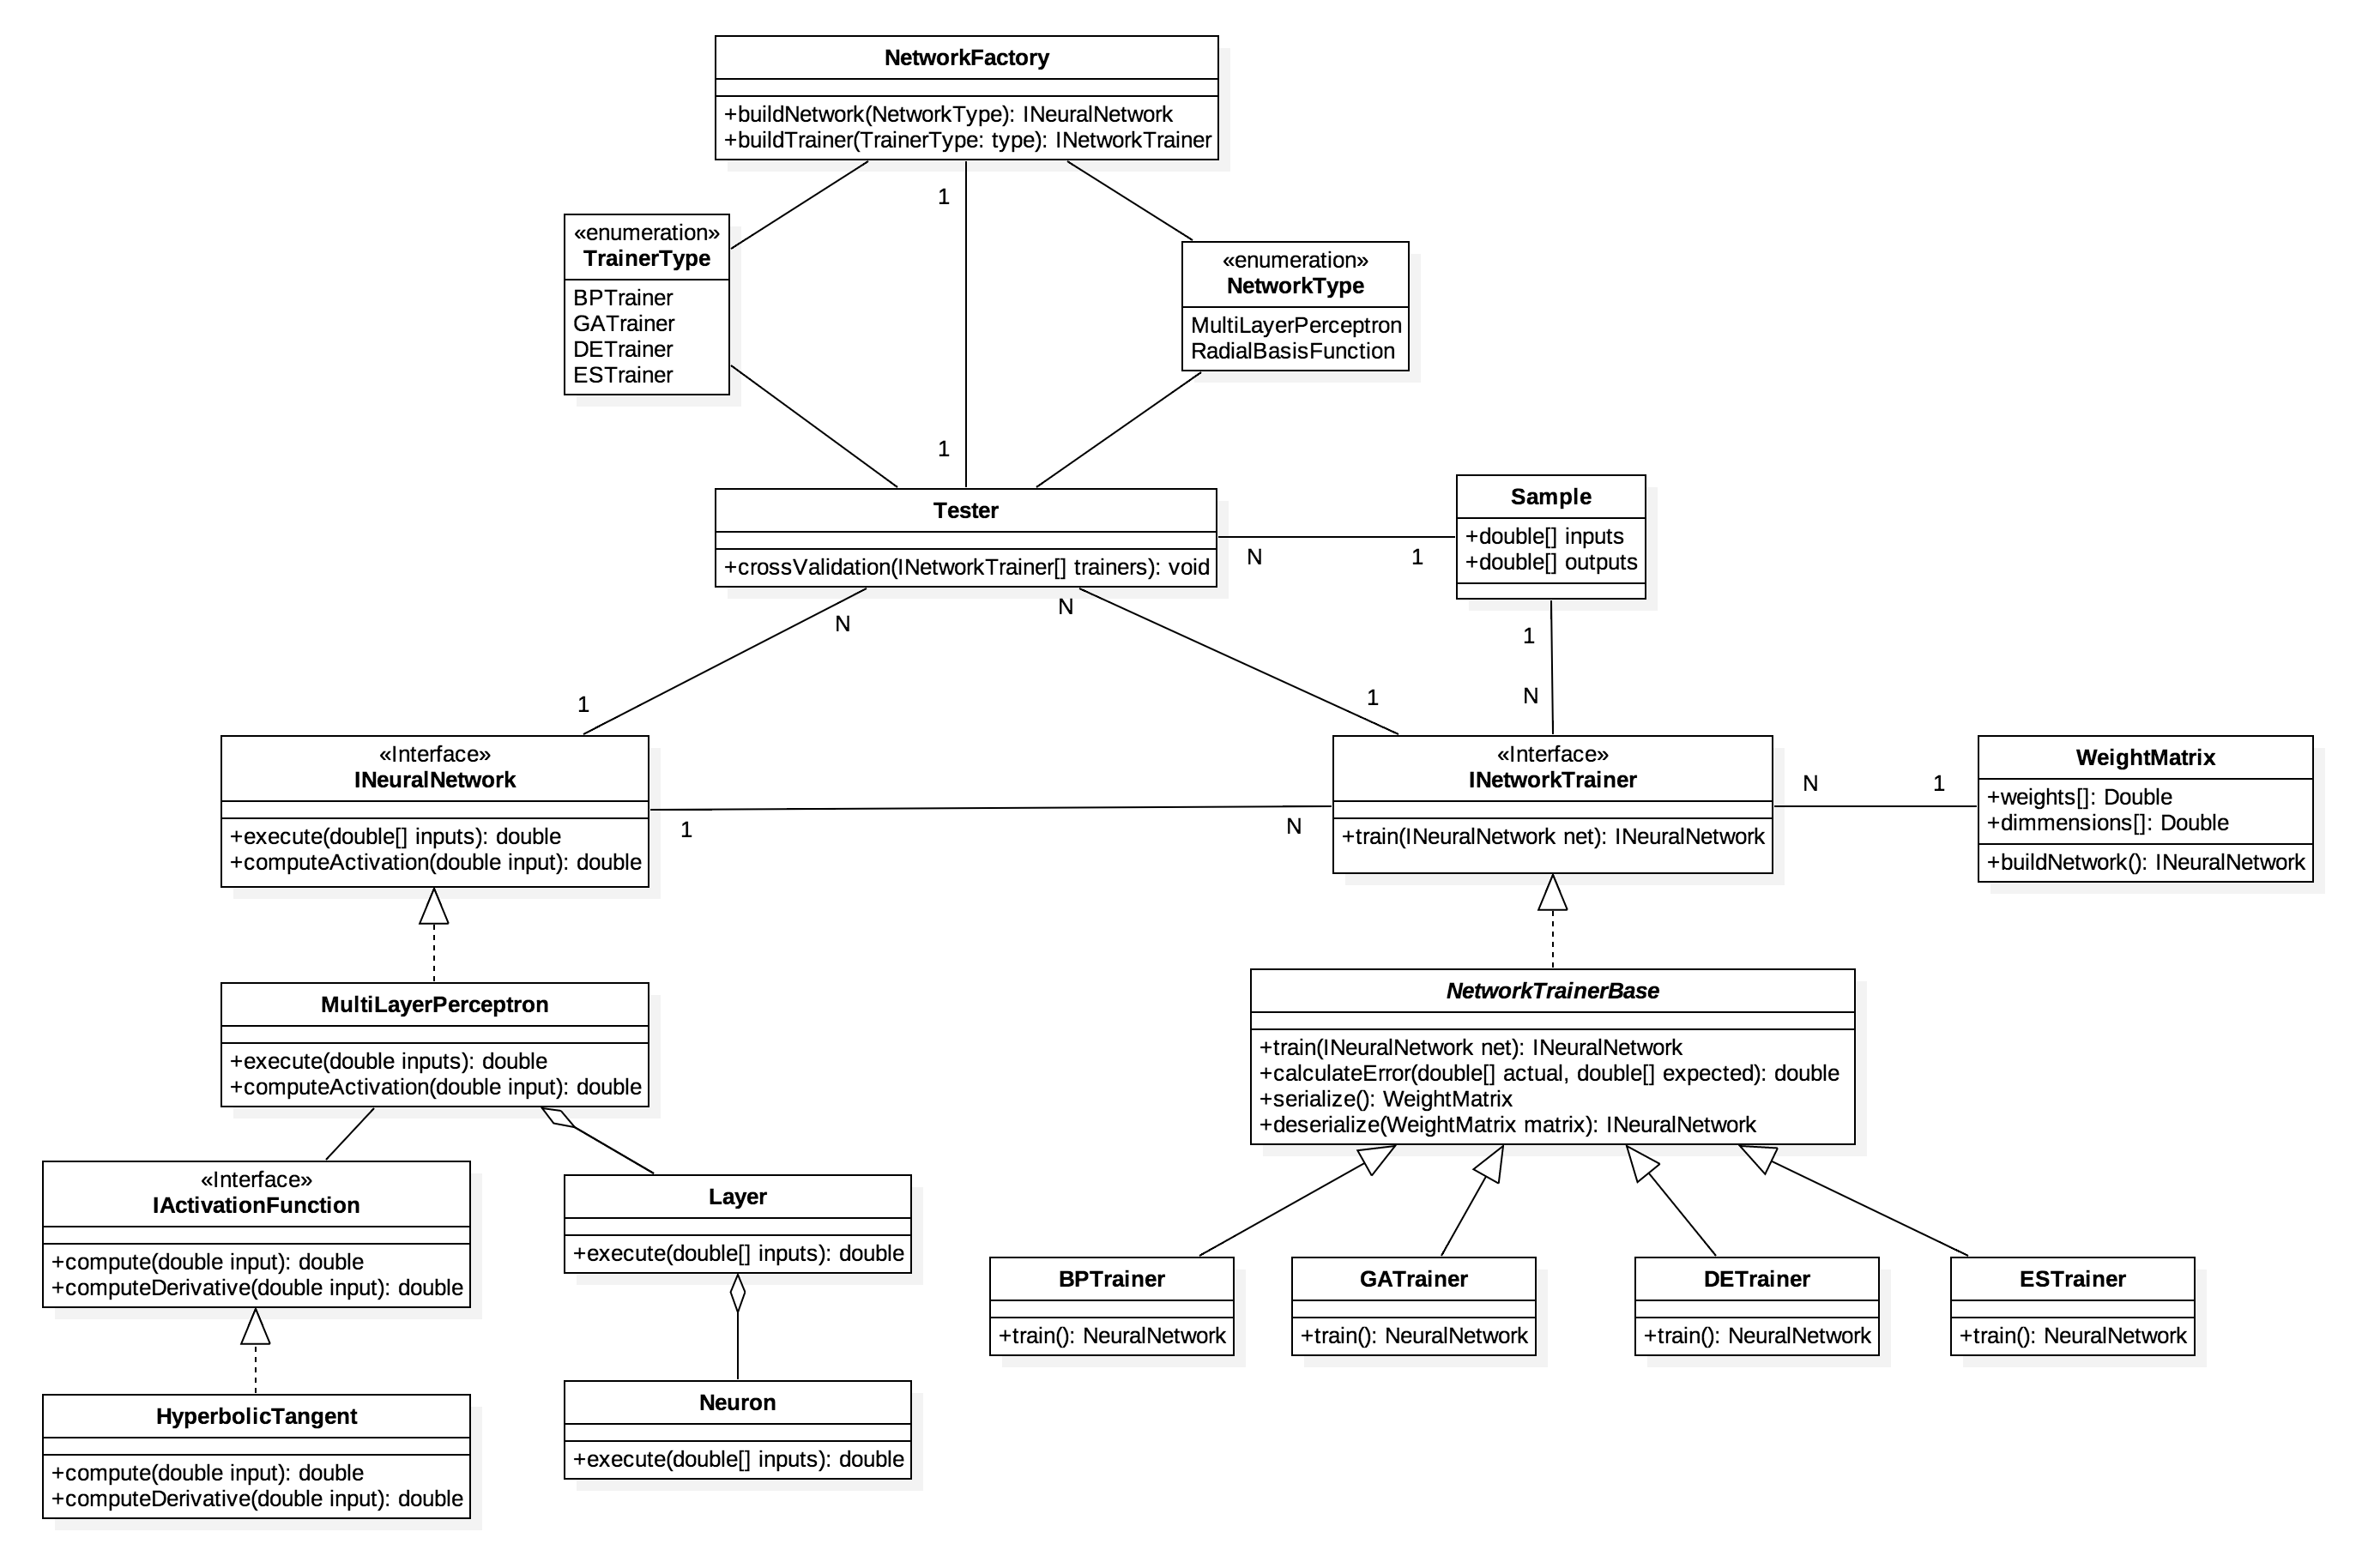 NetworkFactory
+buildNetwork(NetworkType): INeuralNetwork
+buildTrainer(TrainerType: type): INetworkTrainer
1
«enumeration»
TrainerType
BPTrainer
GATrainer
DETrainer
ESTrainer
«enumeration»
NetworkType
MultiLayerPerceptron
RadialBasisFunction
1
Tester
+crossValidation(INetworkTrainer[] trainers): void
N
1
Sample
+double[] inputs
+double[] outputs
N
N
1
1
1
N
«Interface»
INeuralNetwork
+execute(double[] inputs): double
+computeActivation(double input): double
1
N
«Interface»
INetworkTrainer
+train(INeuralNetwork net): INeuralNetwork
N
1
WeightMatrix
+weights[]: Double
+dimmensions[]: Double
+buildNetwork(): INeuralNetwork
MultiLayerPerceptron
+execute(double inputs): double
+computeActivation(double input): double
NetworkTrainerBase
+train(INeuralNetwork net): INeuralNetwork
+calculateError(double[] actual, double[] expected): double
+serialize(): WeightMatrix
+deserialize(WeightMatrix matrix): INeuralNetwork
«Interface»
IActivationFunction
+compute(double input): double
+computeDerivative(double input): double
Layer
+execute(double[] inputs): double
BPTrainer
+train(): NeuralNetwork
GATrainer
+train(): NeuralNetwork
DETrainer
+train(): NeuralNetwork
ESTrainer
+train(): NeuralNetwork
HyperbolicTangent
+compute(double input): double
+computeDerivative(double input): double
Neuron
+execute(double[] inputs): double